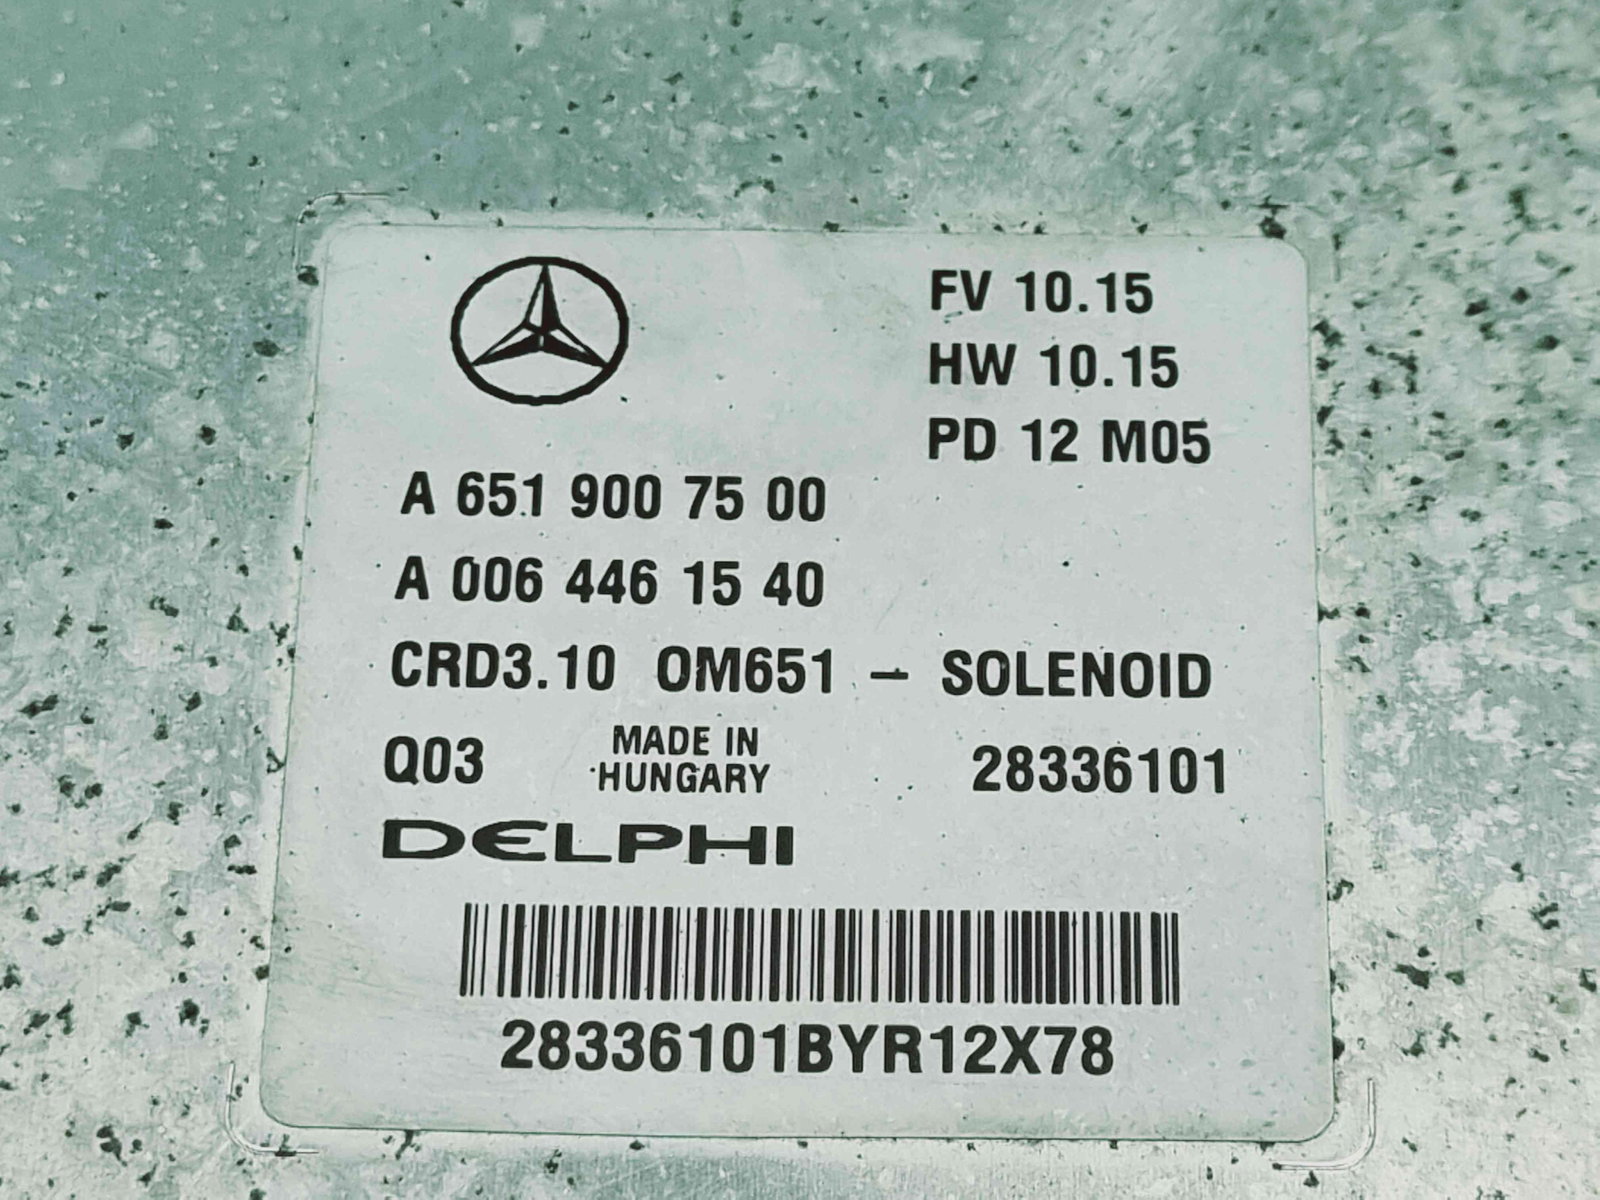 FV 10.15
HW 10.15
PD 12 M05
A 651 900 75 00
A 006 446 15 40
CRD3.10 OM651 - SOLENOID
Q03 MADE IN HUNGARY 28336101
DELPHI
28336101BYR12X78